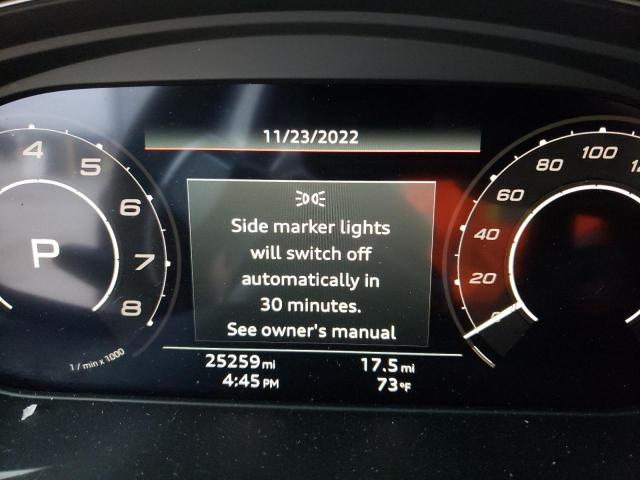 11/23/2022
4
5
6
7
8
P
1 / min x 1000
Side marker lights
will switch off
automatically in
30 minutes.
See owner's manual
0
20
40
60
80
100
25259 mi 17.5 mi
4:45 PM 73°F